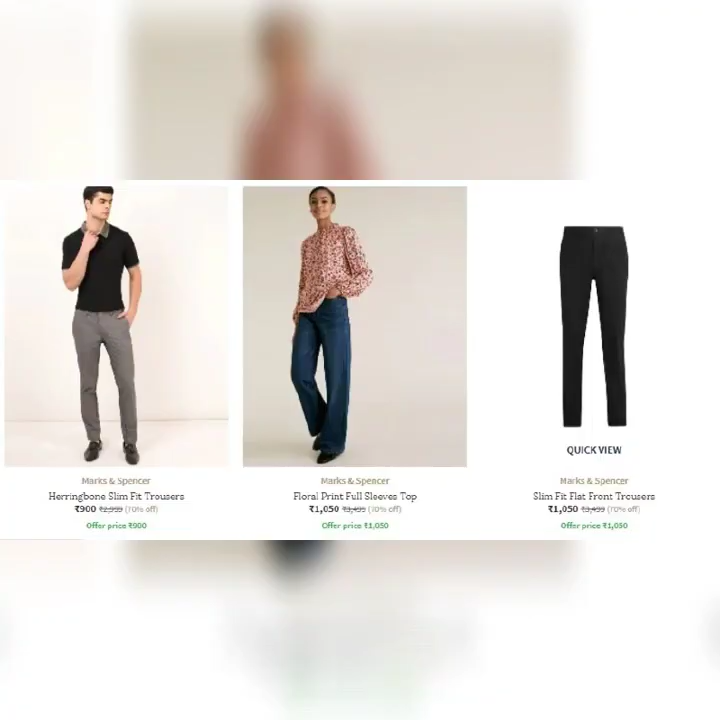 QUICK VIEW
Marks & Spencer
Herringbone Slim Fit Trousers
₹900 ₹2,999 (70% off)
Offer price ₹900
Marks & Spencer
Floral Print Full Sleeves Top
₹1,050 ₹3,499 (70% off)
Offer price ₹1,050
Marks & Spencer
Slim Fit Flat Front Trousers
₹1,050 ₹3,499 (70% off)
Offer price ₹1,050